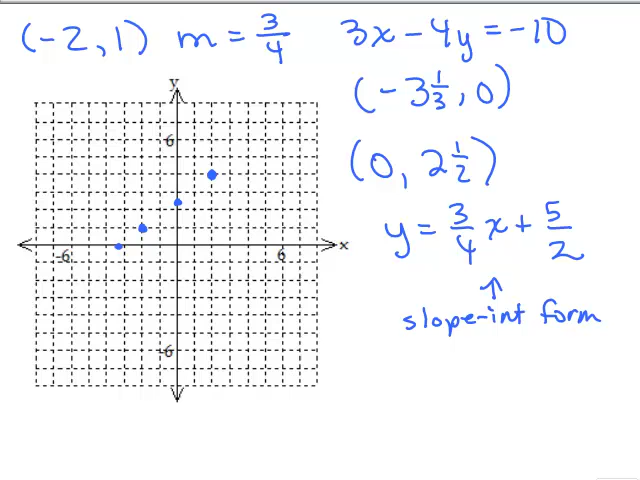 (-2, 1) m = 3/4 3x - 4y = -10
(-3 1/3, 0)
(0, 2 1/2)
y = 3/4 x + 5/2
↑
slope-int form
y
6
-6 6 x
-6